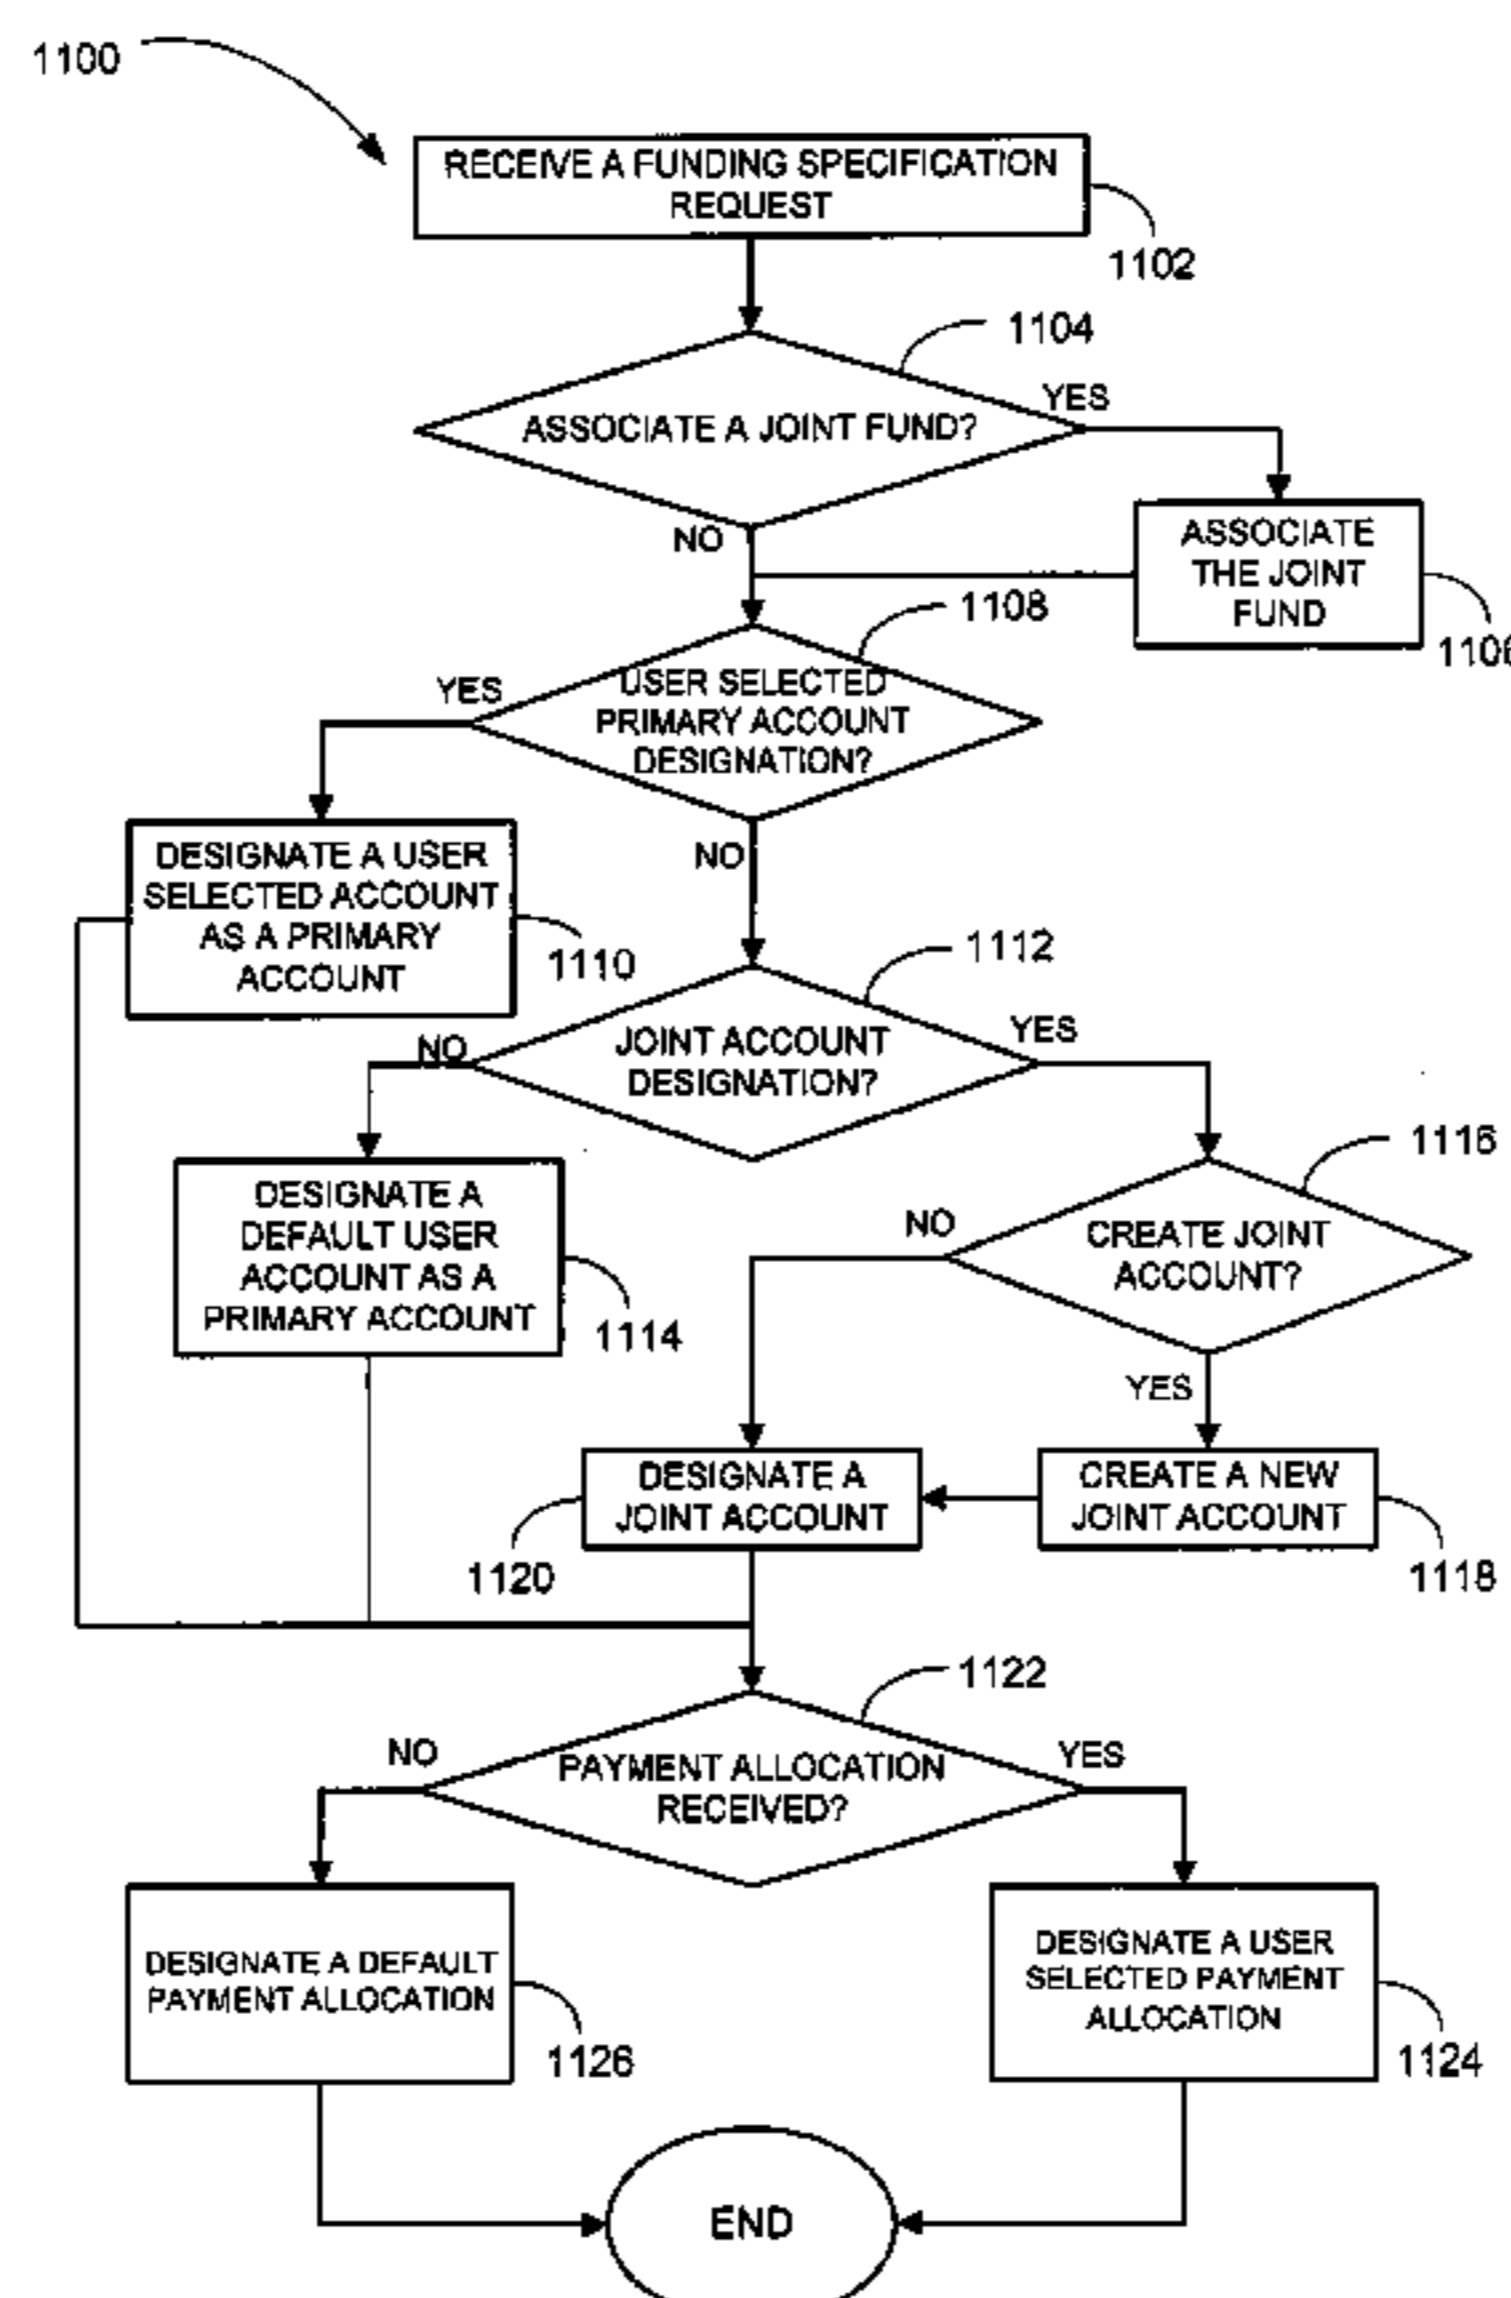 1100
RECEIVE A FUNDING SPECIFICATION
REQUEST
1102
1104
YES
ASSOCIATE A JOINT FUND?
NO
ASSOCIATE
THE JOINT
FUND
1106
1108
YES
USER SELECTED
PRIMARY ACCOUNT
DESIGNATION?
NO
DESIGNATE A USER
SELECTED ACCOUNT
AS A PRIMARY
ACCOUNT
1110
1112
NO
YES
JOINT ACCOUNT
DESIGNATION?
1116
DESIGNATE A
DEFAULT USER
ACCOUNT AS A
PRIMARY ACCOUNT
1114
NO
CREATE JOINT
ACCOUNT?
YES
DESIGNATE A
JOINT ACCOUNT
CREATE A NEW
JOINT ACCOUNT
1120
1118
1122
NO
YES
PAYMENT ALLOCATION
RECEIVED?
DESIGNATE A DEFAULT
PAYMENT ALLOCATION
1126
DESIGNATE A USER
SELECTED PAYMENT
ALLOCATION
1124
END